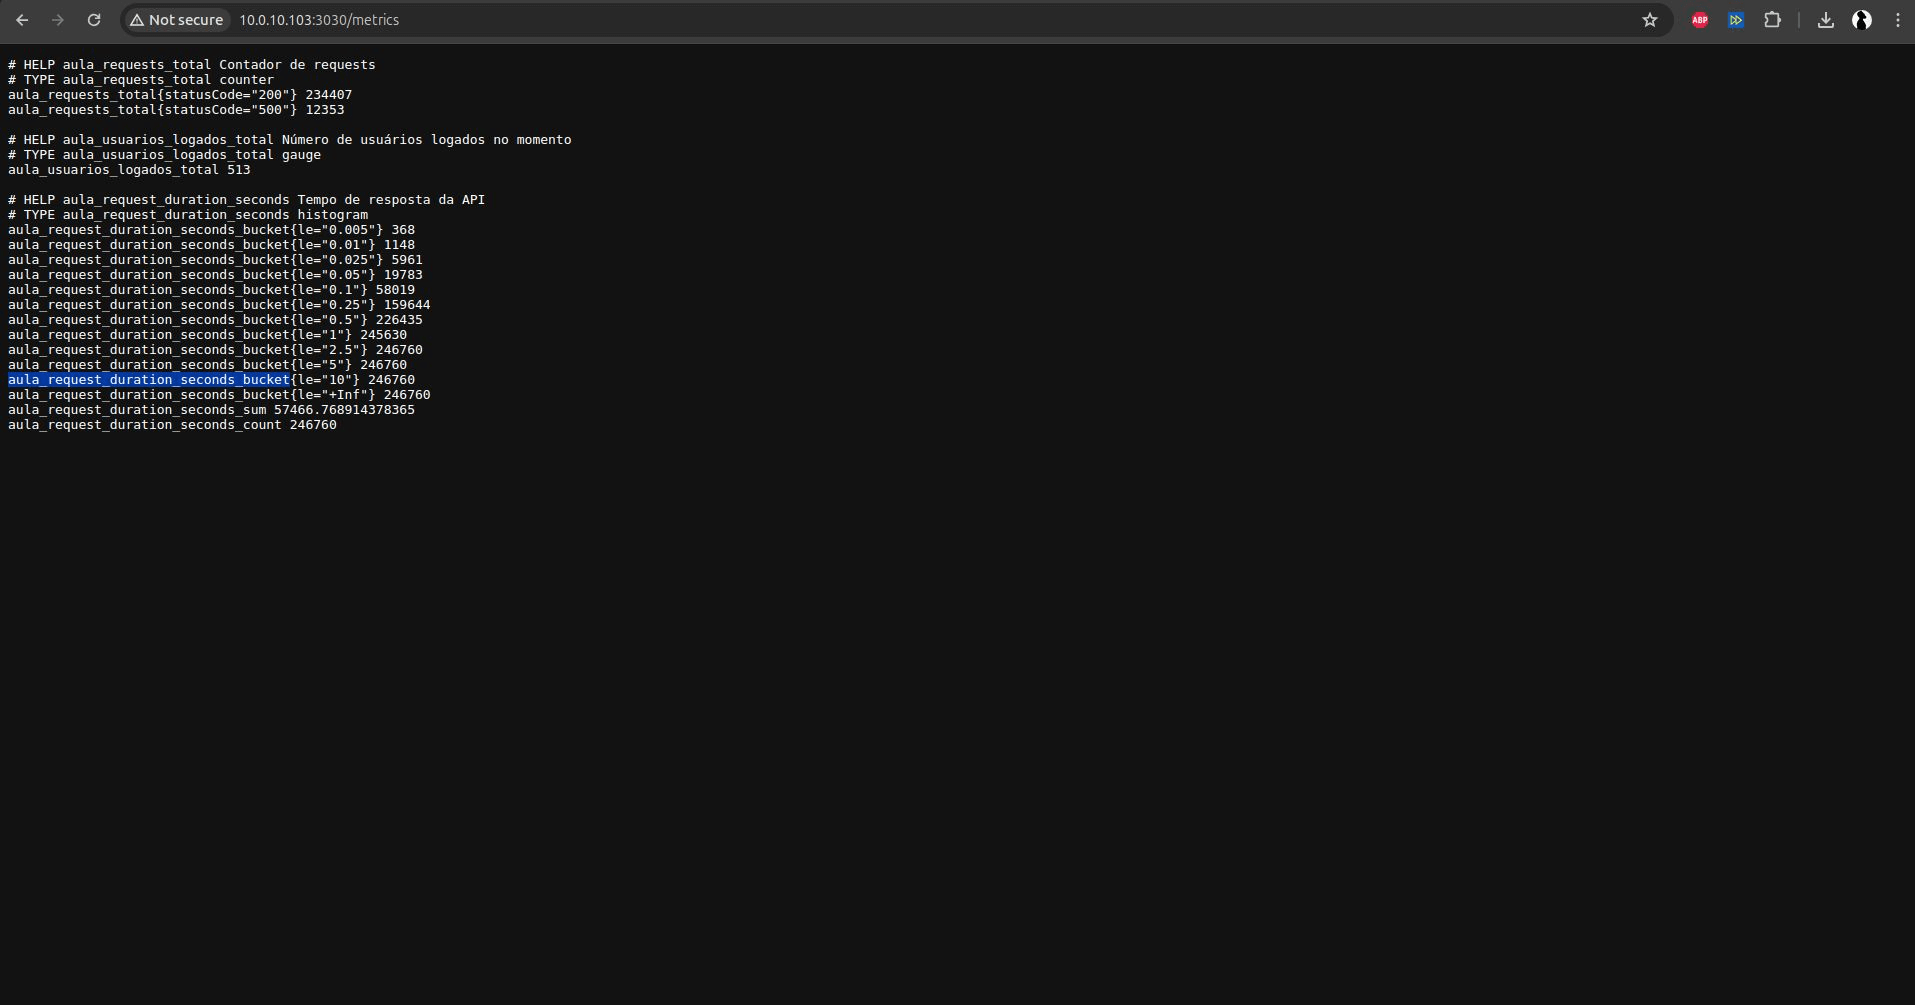 Not secure 10.0.10.103:3030/metrics ABP
# HELP aula_requests_total Contador de requests
# TYPE aula_requests_total counter
aula_requests_total{statusCode="200"} 234407
aula_requests_total{statusCode="500"} 12353
# HELP aula_usuarios_logados_total Número de usuários logados no momento
# TYPE aula_usuarios_logados_total gauge
aula_usuarios_logados_total 513
# HELP aula_request_duration_seconds Tempo de resposta da API
# TYPE aula_request_duration_seconds histogram
aula_request_duration_seconds_bucket{le="0.005"} 368
aula_request_duration_seconds_bucket{le="0.01"} 1148
aula_request_duration_seconds_bucket{le="0.025"} 5961
aula_request_duration_seconds_bucket{le="0.05"} 19783
aula_request_duration_seconds_bucket{le="0.1"} 58019
aula_request_duration_seconds_bucket{le="0.25"} 159644
aula_request_duration_seconds_bucket{le="0.5"} 226435
aula_request_duration_seconds_bucket{le="1"} 245630
aula_request_duration_seconds_bucket{le="2.5"} 246760
aula_request_duration_seconds_bucket{le="5"} 246760
aula_request_duration_seconds_bucket{le="10"} 246760
aula_request_duration_seconds_bucket{le="+Inf"} 246760
aula_request_duration_seconds_sum 57466.768914378365
aula_request_duration_seconds_count 246760